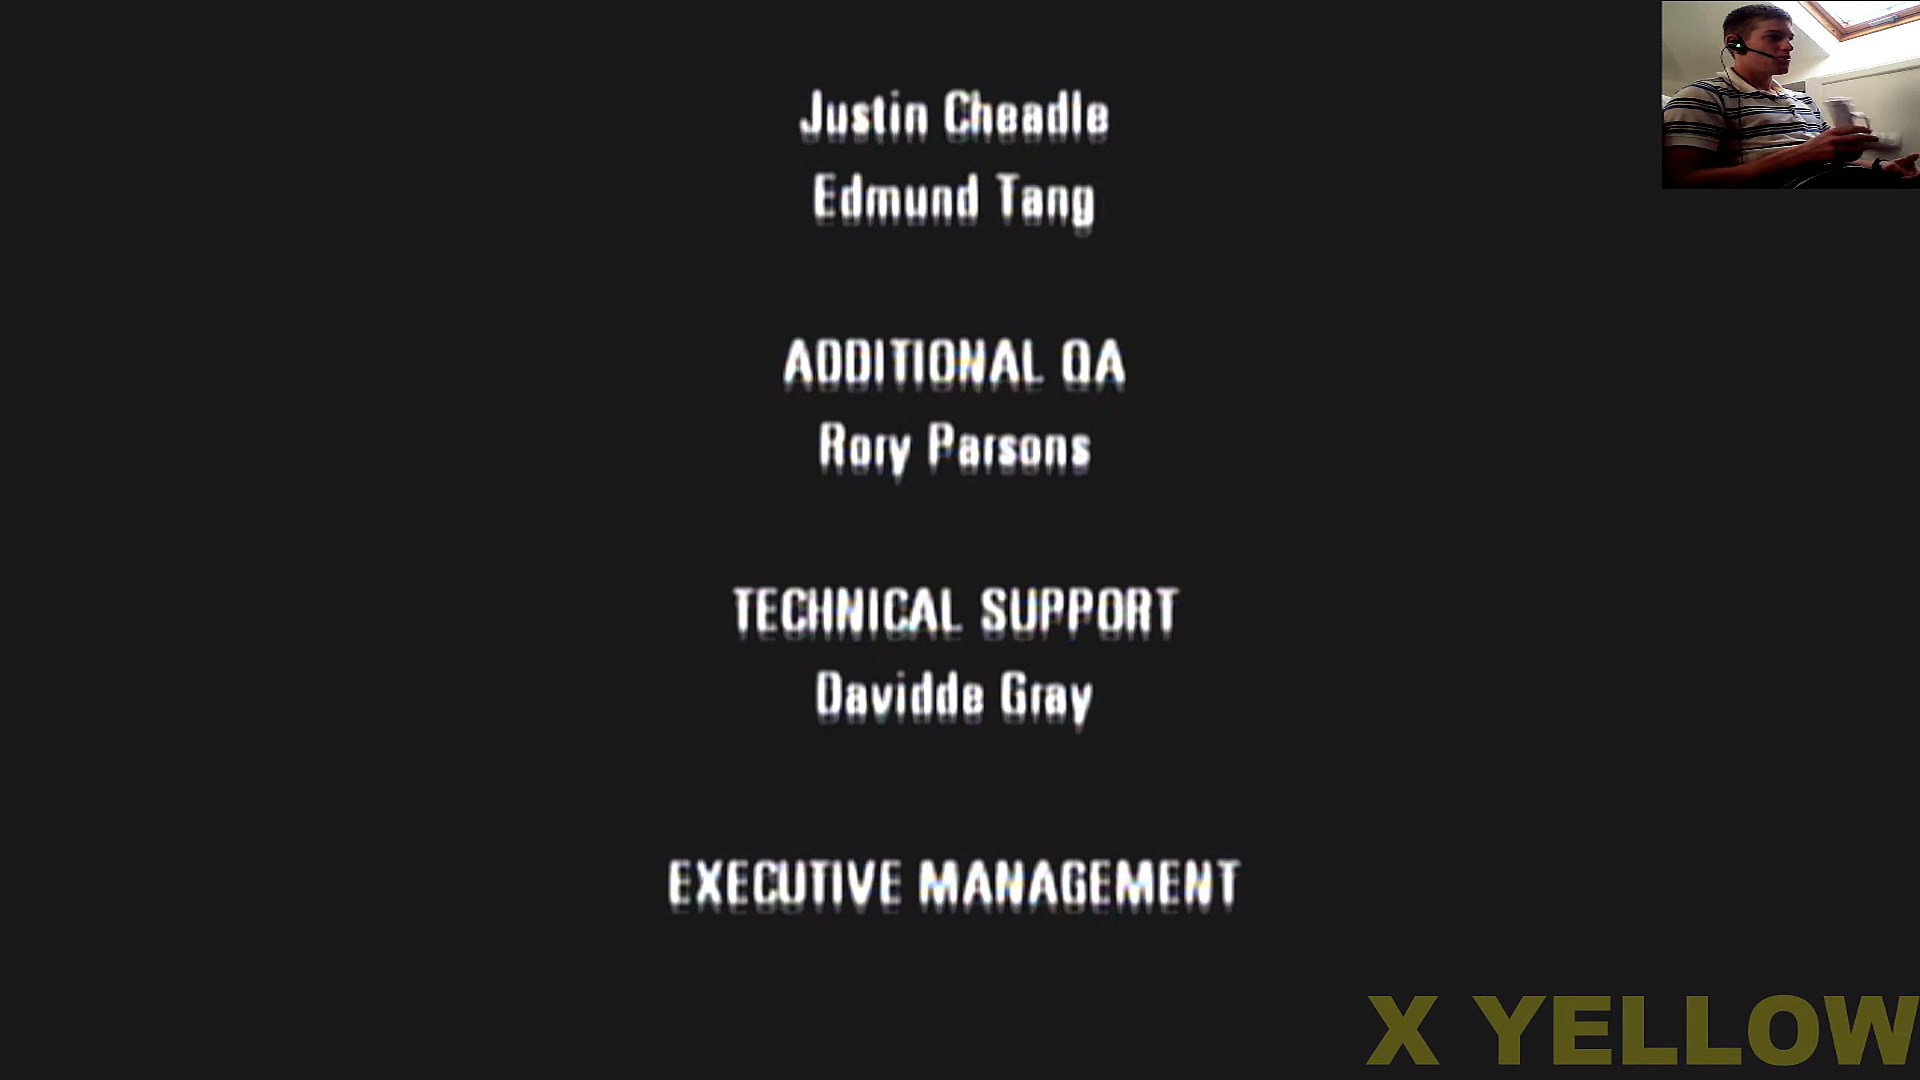 Justin Cheadle
Edmund Tang
ADDITIONAL QA
Rory Parsons
TECHNICAL SUPPORT
Davidde Gray
EXECUTIVE MANAGEMENT
X YELLOW